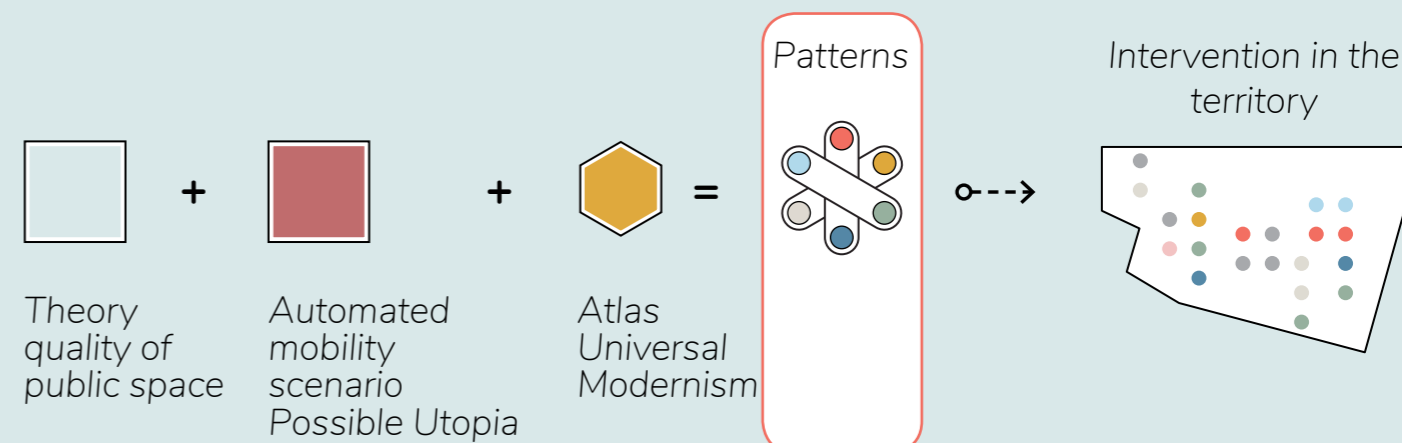 Patterns
Intervention in the
territory
+
+
=
Theory
quality of
public space
Automated
mobility
scenario
Possible Utopia
Atlas
Universal
Modernism